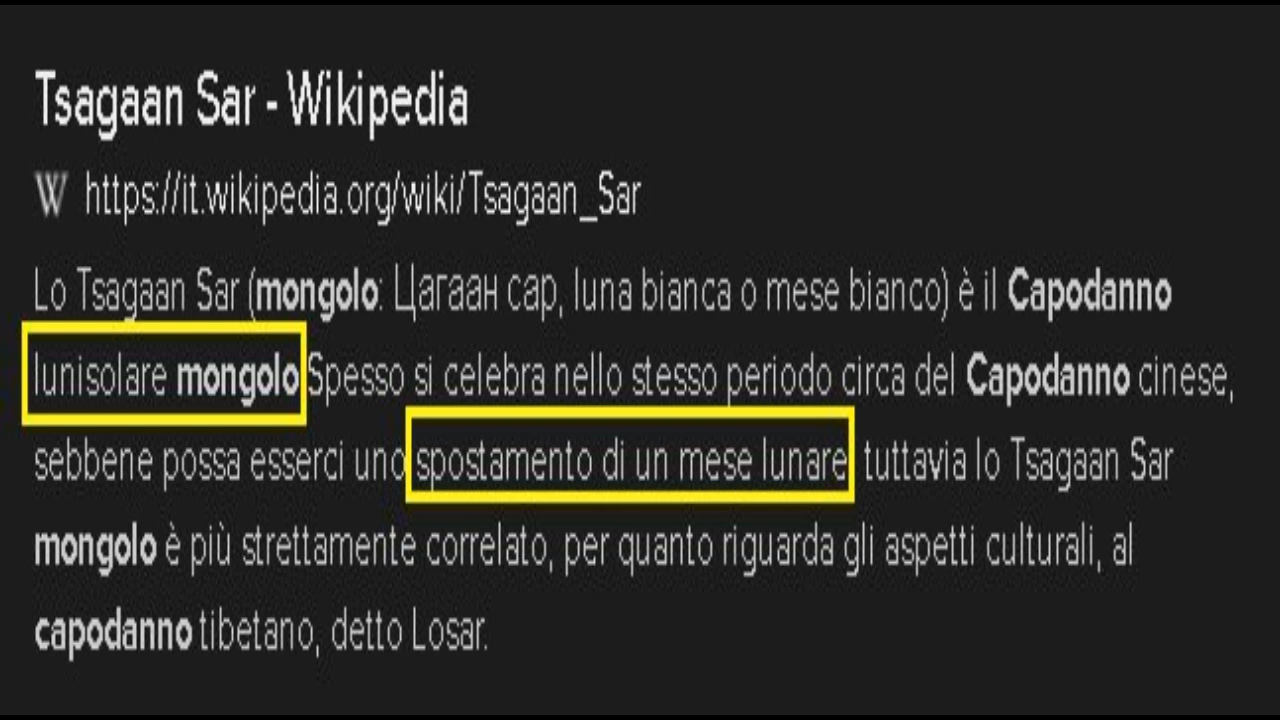 Tsagaan Sar - Wikipedia
W https://it.wikipedia.org/wiki/Tsagaan_Sar
Lo Tsagaan Sar (mongolo: Цагаан сар, luna bianca o mese bianco) è il Capodanno
lunisolare mongolo Spesso si celebra nello stesso periodo circa del Capodanno cinese,
sebbene possa esserci uno spostamento di un mese lunare tuttavia lo Tsagaan Sar
mongolo è più strettamente correlato, per quanto riguarda gli aspetti culturali, al
capodanno tibetano, detto Losar.